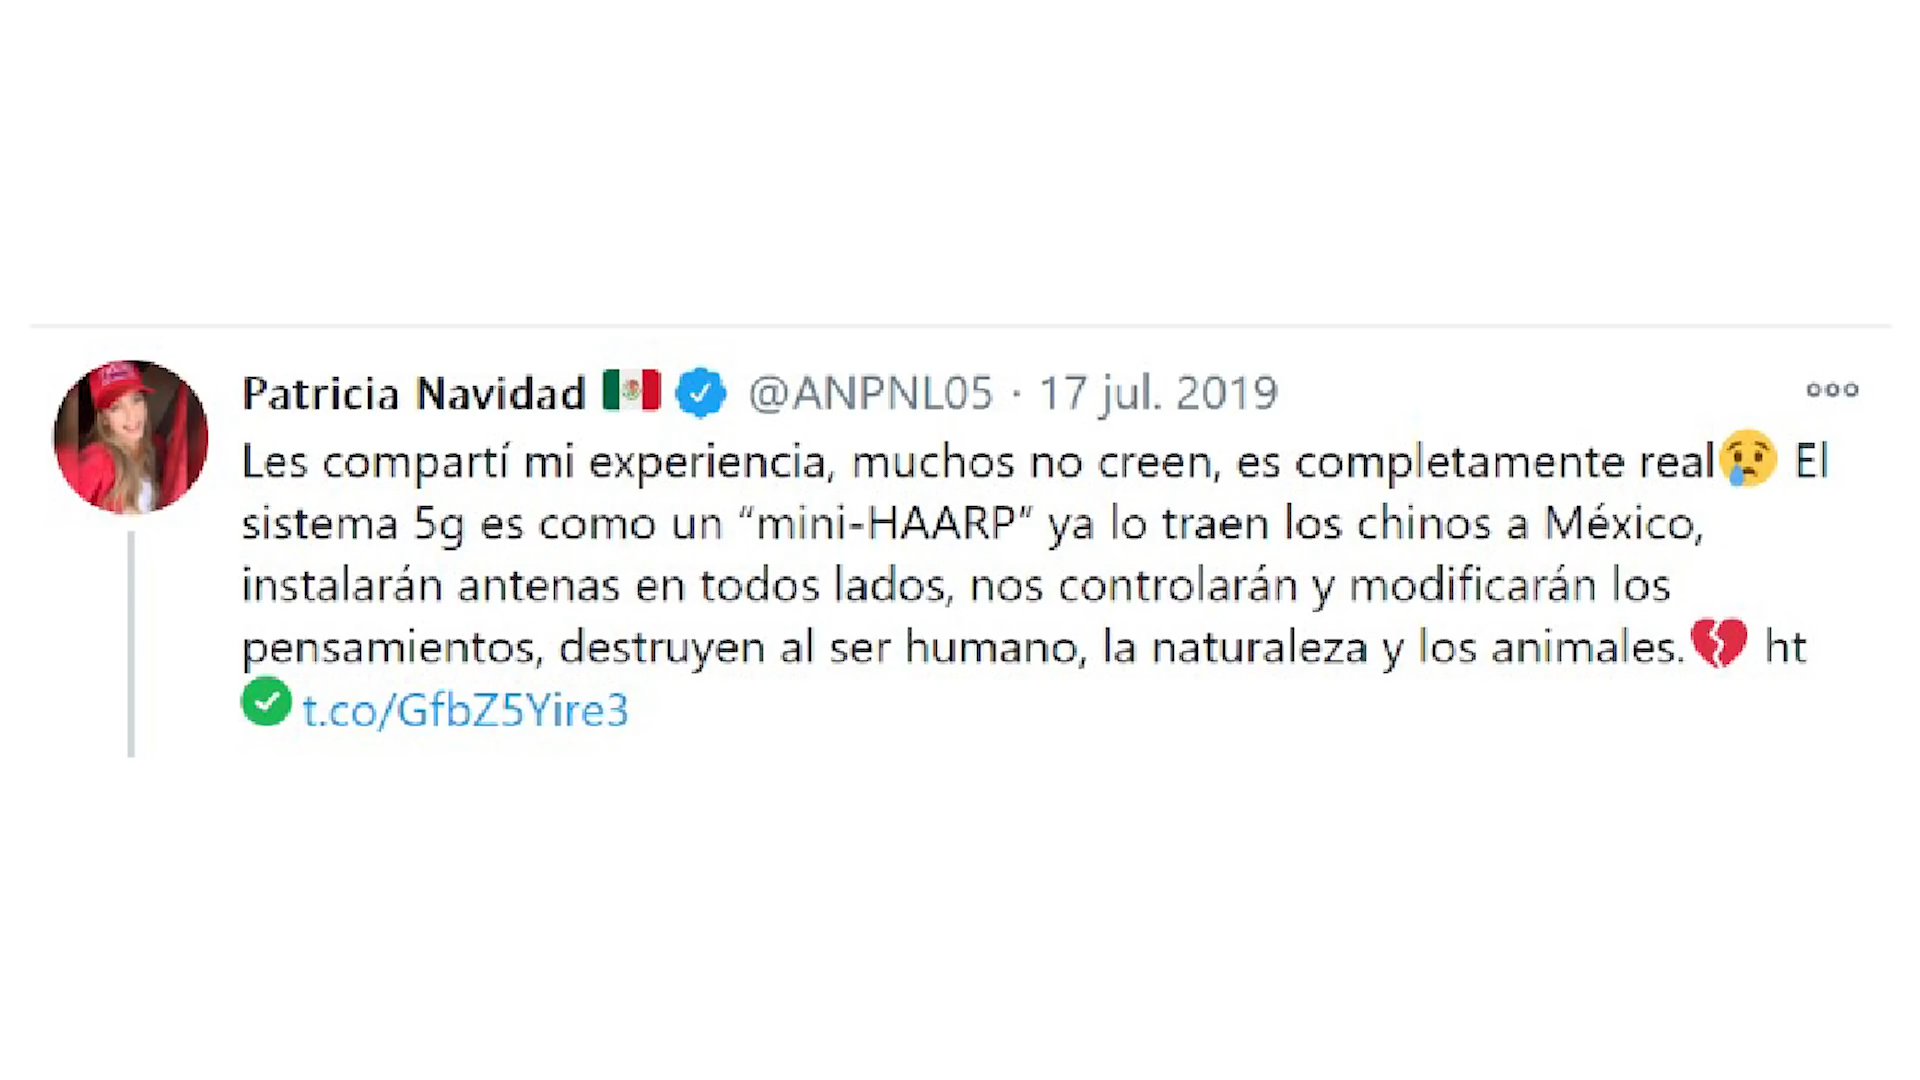 Patricia Navidad 🇲🇽 @ANPNL05 · 17 jul. 2019
Les compartí mi experiencia, muchos no creen, es completamente real😢 El
sistema 5g es como un “mini-HAARP” ya lo traen los chinos a México,
instalarán antenas en todos lados, nos controlarán y modificarán los
pensamientos, destruyen al ser humano, la naturaleza y los animales.💔 ht
t.co/GfbZ5Yire3